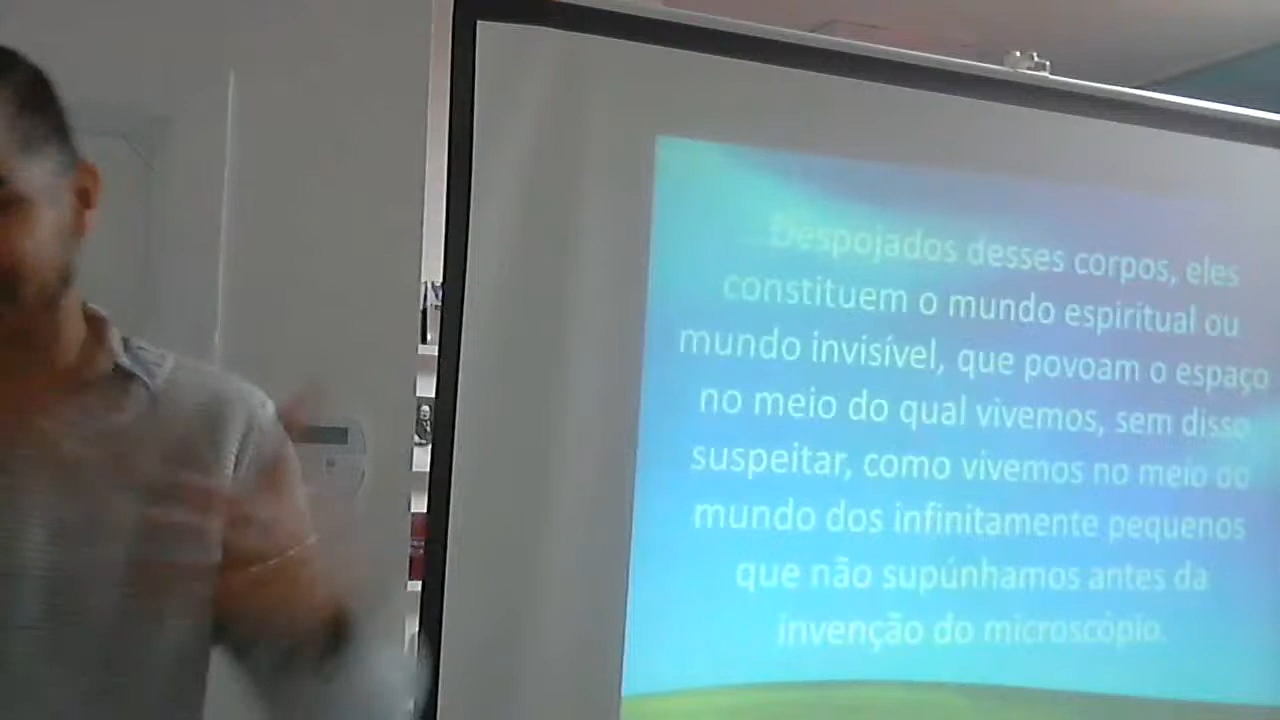 Despojados desses corpos, eles
constituem o mundo espiritual ou
mundo invisível, que povoam o espaço
no meio do qual vivemos, sem disso
suspeitar, como vivemos no meio do
mundo dos infinitamente pequenos
que não supúnhamos antes da
invenção do microscópio.